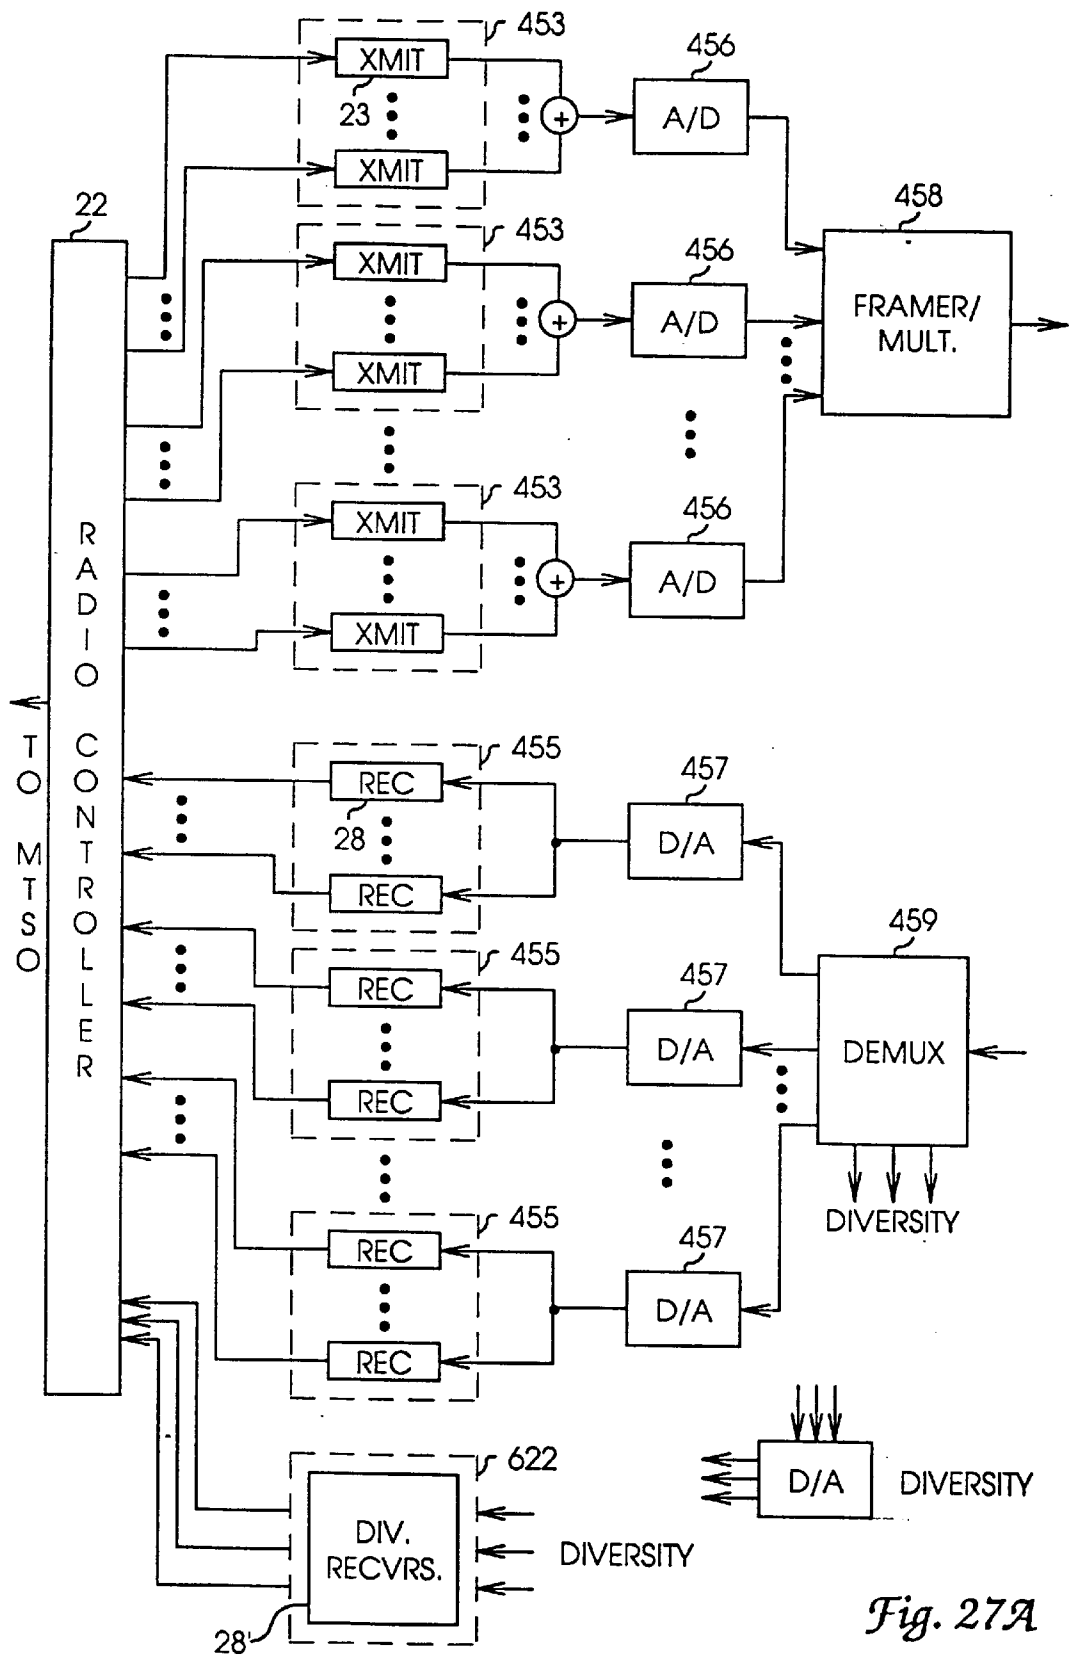 453
XMIT
23
XMIT
456
A/D
22
453
XMIT
XMIT
456
A/D
458
FRAMER/
MULT.
453
XMIT
XMIT
456
A/D
RADIO CONTROLLER
TO MTSO
455
REC
28
REC
457
D/A
459
DEMUX
455
REC
REC
457
D/A
DIVERSITY
455
REC
REC
457
D/A
622
DIV.
RECVRS.
28'
DIVERSITY
D/A
DIVERSITY
Fig. 27A